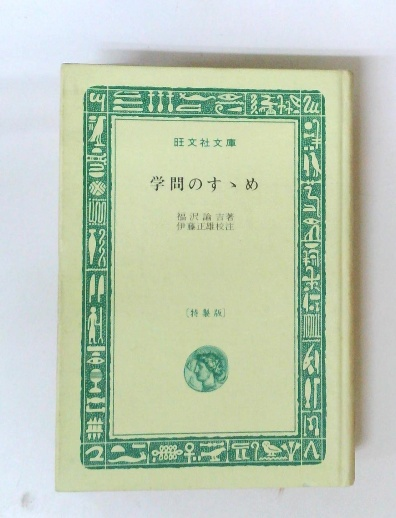 旺文社文庫
学問のすゝめ
福沢諭吉著
伊藤正雄校注
［特製版］